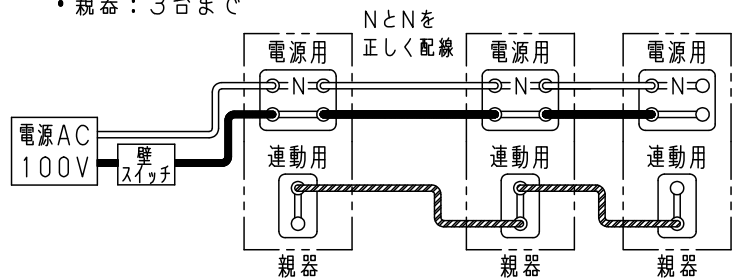 ・親器：３台まで
NとNを
正しく配線
電源用
電源用
電源用
N
N
N
電源AC
100V
壁
スイッチ
連動用
連動用
連動用
親器
親器
親器